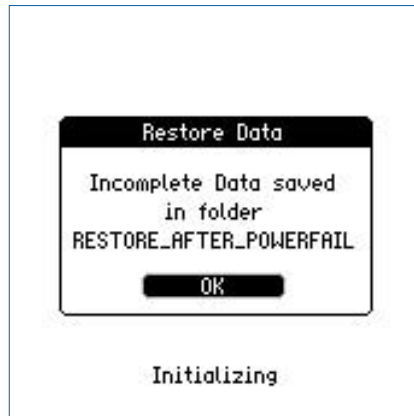 Restore Data
Incomplete Data saved
in folder
RESTORE_AFTER_POWERFAIL
OK
Initializing